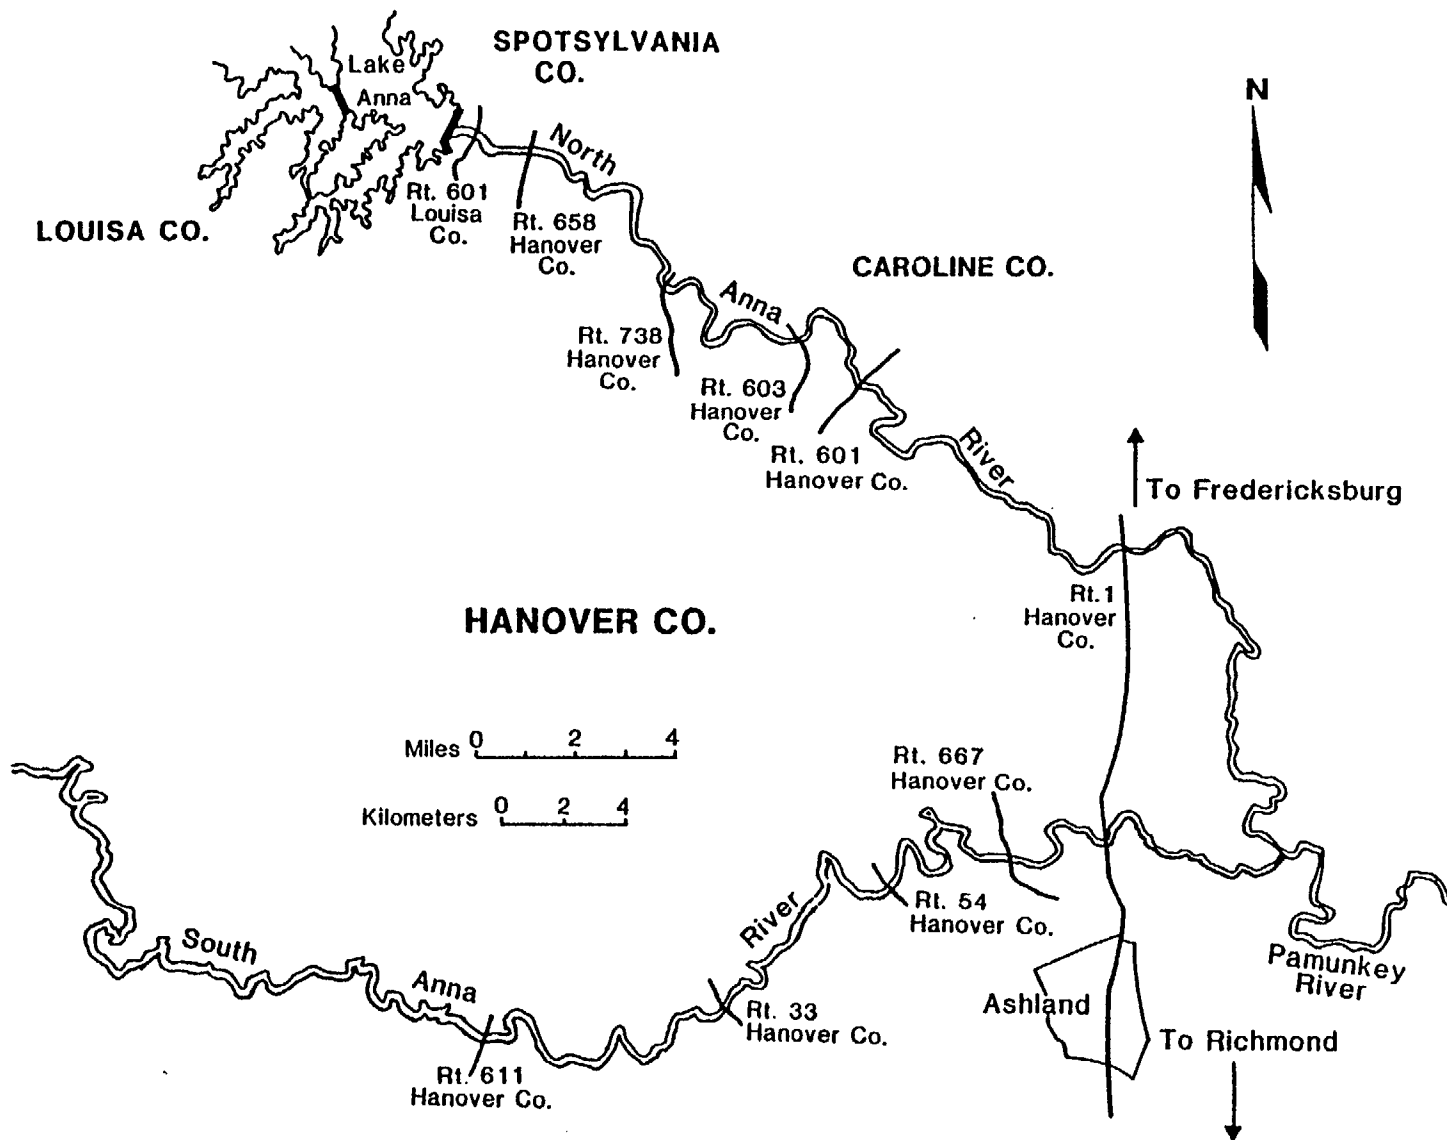 SPOTSYLVANIA
CO.
Lake
Anna
N
North
Rt. 601
Louisa
Co.
Rt. 658
Hanover
Co.
LOUISA CO.
CAROLINE CO.
Anna
Rt. 738
Hanover
Co.
Rt. 603
Hanover
Co.
Rt. 601
Hanover Co.
River
To Fredericksburg
Rt.1
Hanover
Co.
HANOVER CO.
Miles 0 2 4
Kilometers 0 2 4
Rt. 667
Hanover Co.
Rt. 54
Hanover Co.
River
South
Anna
Pamunkey
River
Ashland
Rt. 33
Hanover Co.
To Richmond
Rt. 611
Hanover Co.